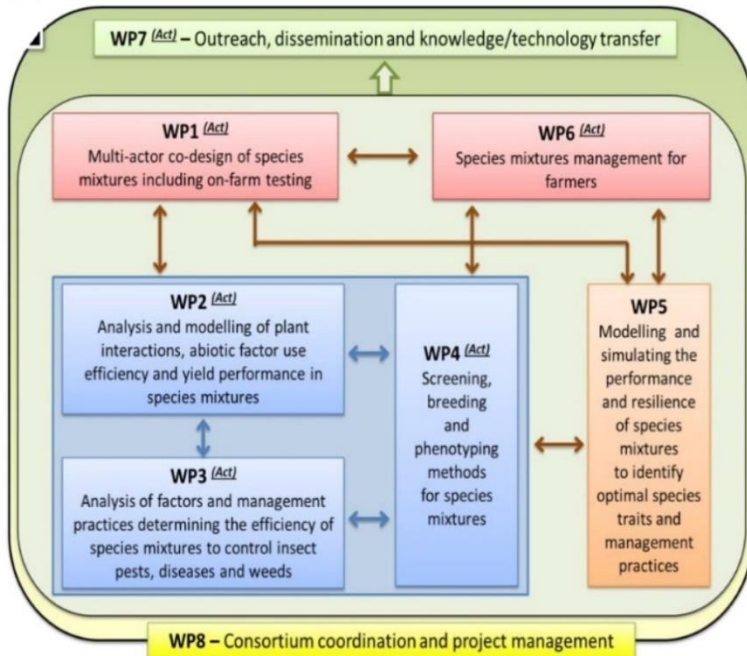 WP7 (Act) – Outreach, dissemination and knowledge/technology transfer
WP1 (Act)
Multi-actor co-design of species
mixtures including on-farm testing
WP6 (Act)
Species mixtures management for
farmers
WP2 (Act)
Analysis and modelling of plant
interactions, abiotic factor use
efficiency and yield performance in
species mixtures
WP3 (Act)
Analysis of factors and management
practices determining the efficiency of
species mixtures to control insect
pests, diseases and weeds
WP4 (Act)
Screening,
breeding
and
phenotyping
methods
for species
mixtures
WP5
Modelling and
simulating the
performance
and resilience
of species
mixtures
to identify
optimal species
traits and
management
practices
WP8 – Consortium coordination and project management